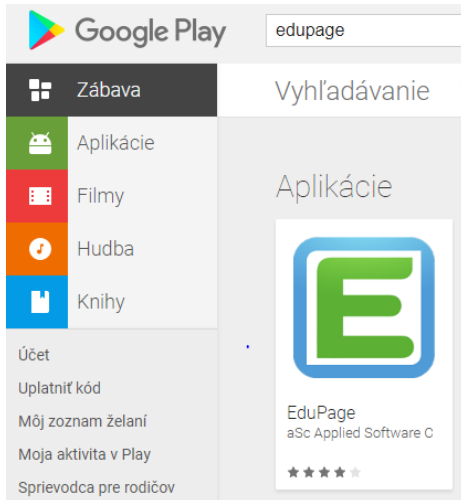 Google Play
edupage
Zábava
Vyhľadávanie
Aplikácie
Filmy
Hudba
Knihy
Aplikácie
E
EduPage
aSc Applied Software C
Účet
Uplatniť kód
Môj zoznam želaní
Moja aktivita v Play
Sprievodca pre rodičov